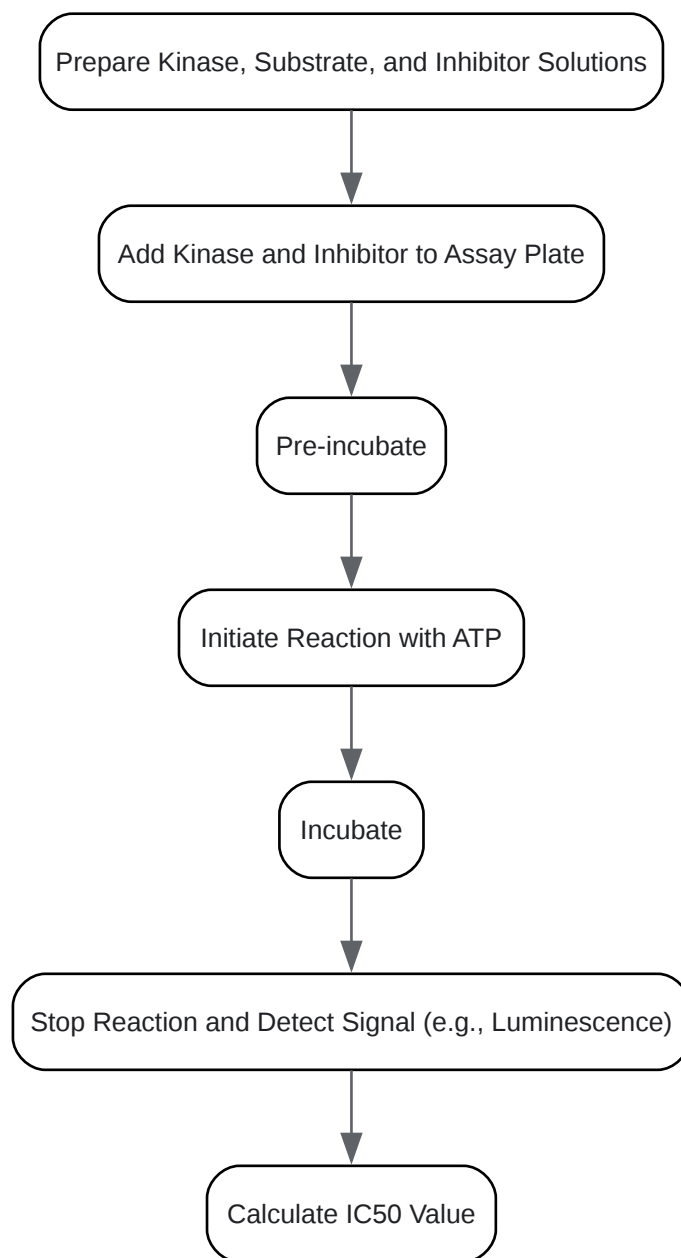 Prepare Kinase, Substrate, and Inhibitor Solutions
Add Kinase and Inhibitor to Assay Plate
Pre-incubate
Initiate Reaction with ATP
Incubate
Stop Reaction and Detect Signal (e.g., Luminescence)
Calculate IC50 Value